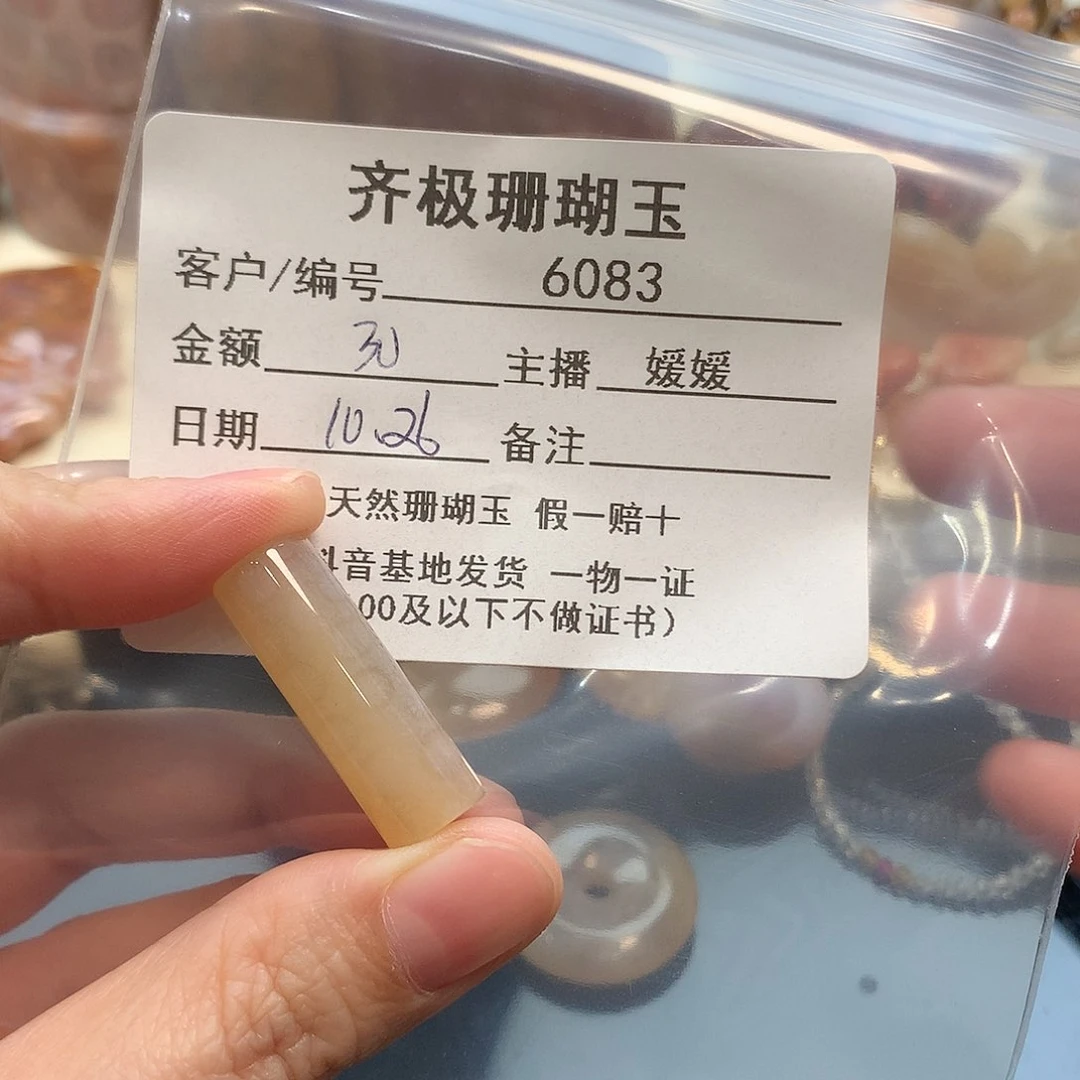 齐极珊瑚玉
客户/编号 6083
金额 30 主播 媛媛
日期 10.26 备注
天然珊瑚玉 假一赔十
抖音基地发货 一物一证
00及以下不做证书)